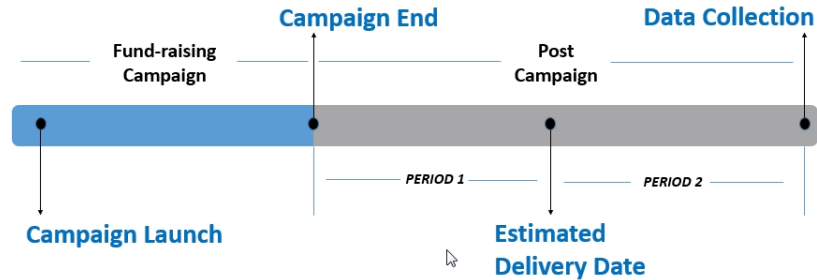 Campaign End
Data Collection
Fund-raising
Campaign
Post
Campaign
PERIOD 1
PERIOD 2
Campaign Launch
Estimated
Delivery Date